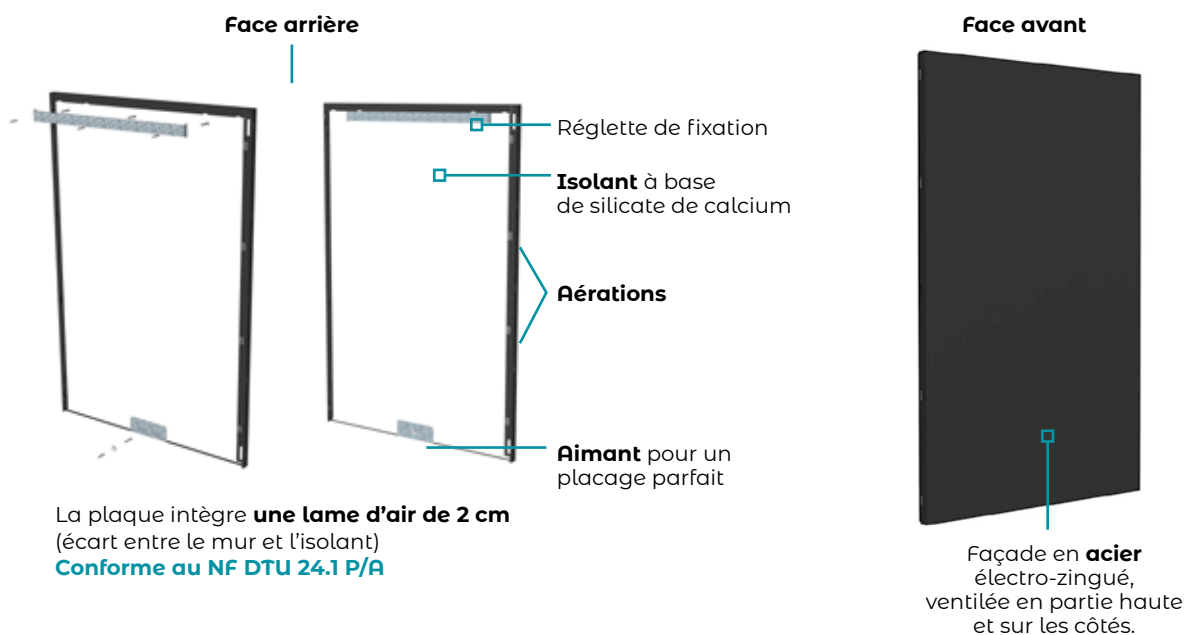 Face arrière
Face avant
Réglette de fixation
Isolant à base
de silicate de calcium
Aérations
Aimant pour un
placage parfait
La plaque intègre une lame d'air de 2 cm
(écart entre le mur et l'isolant)
Conforme au NF DTU 24.1 P/A
Façade en acier
électro-zingué,
ventilée en partie haute
et sur les côtés.